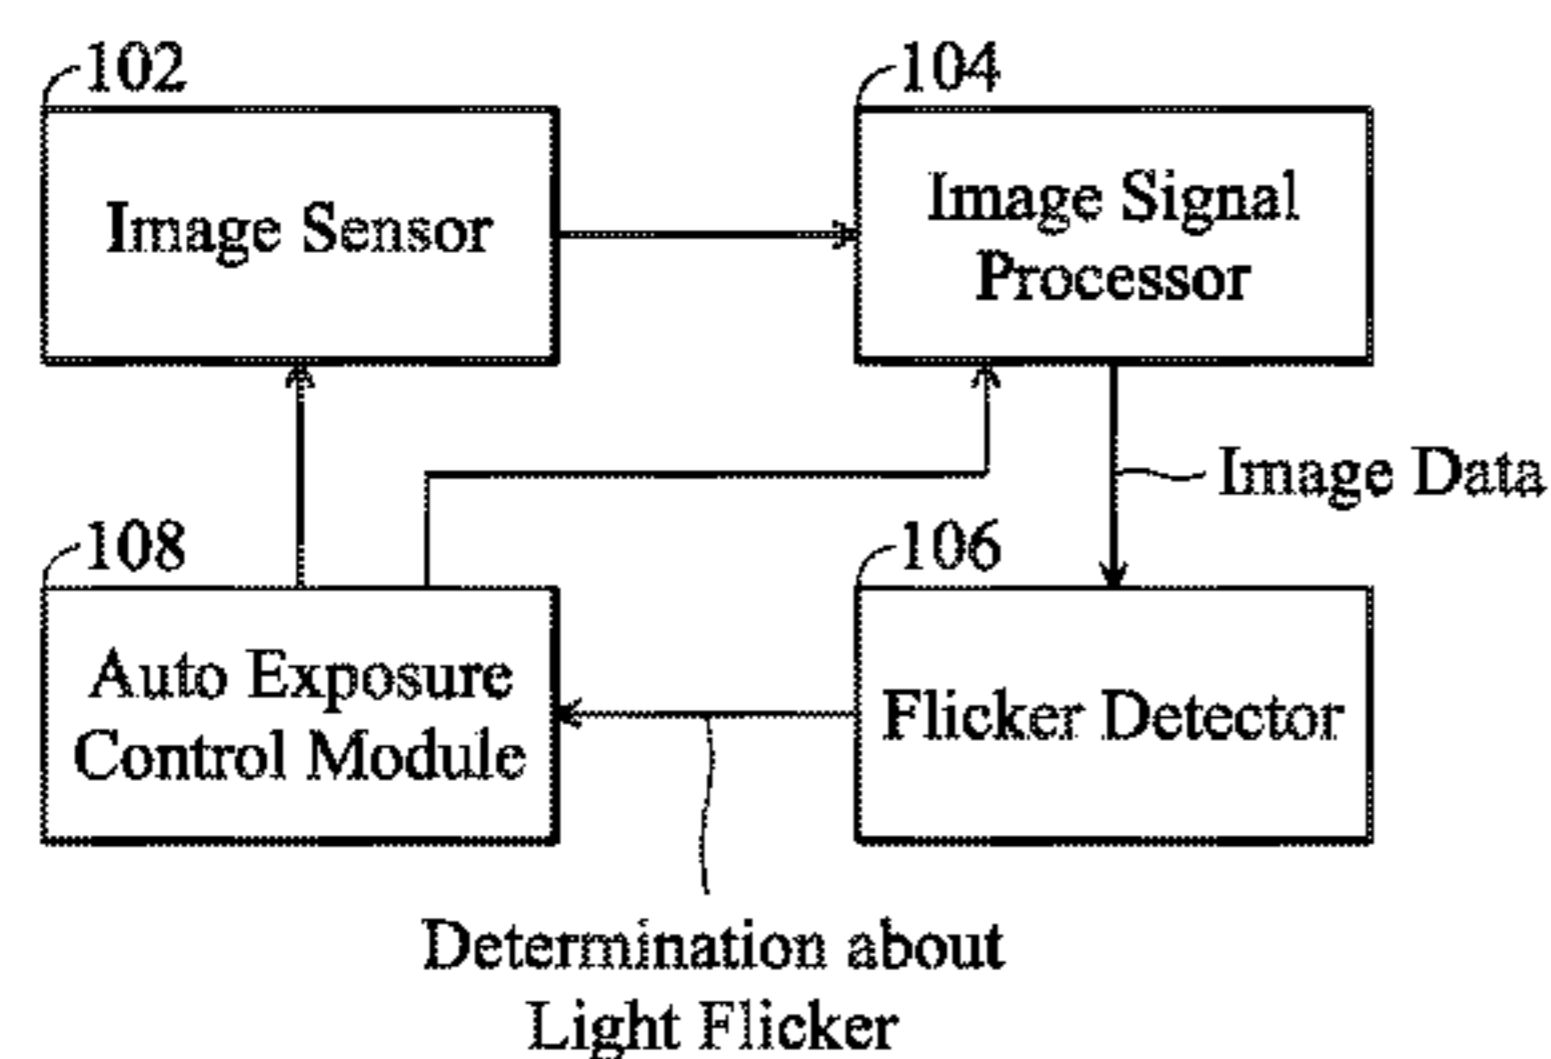 102
Image Sensor
104
Image Signal
Processor
Image Data
108
Auto Exposure
Control Module
106
Flicker Detector
Determination about
Light Flicker